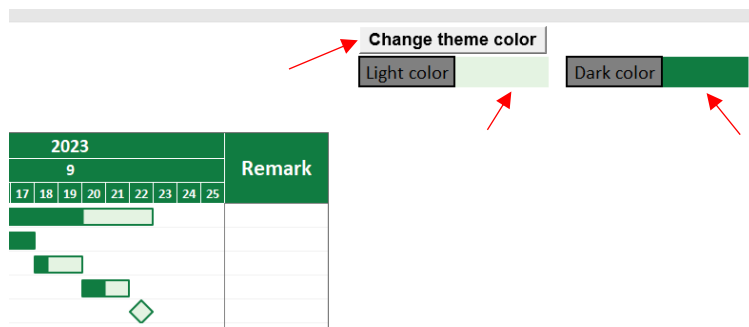 Change theme color
Light color
Dark color
2023
9
Remark
17 18 19 20 21 22 23 24 25